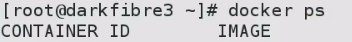 [root@darkfibre3 ~]# docker ps
CONTAINER ID        IMAGE